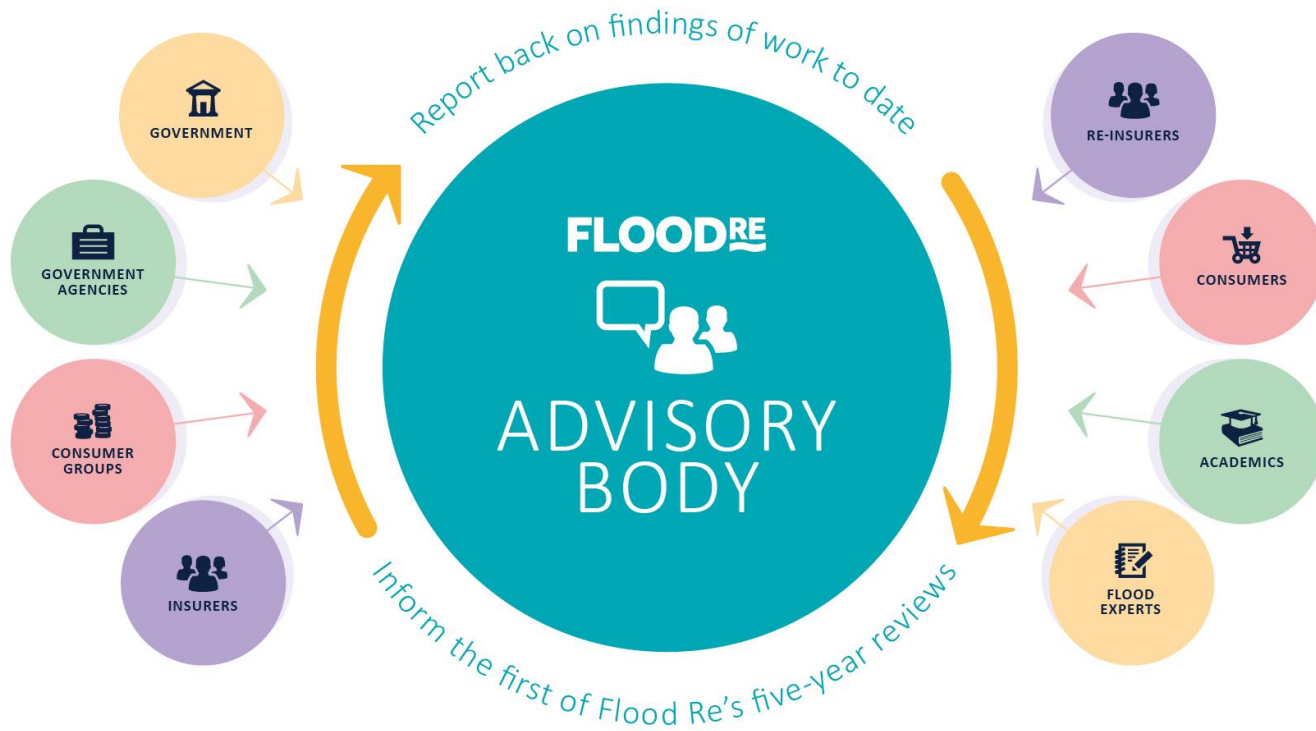 Report back on findings of work to date
GOVERNMENT
GOVERNMENT
AGENCIES
CONSUMER
GROUPS
INSURERS
FLOODRE
ADVISORY
BODY
RE-INSURERS
CONSUMERS
ACADEMICS
FLOOD
EXPERTS
Inform the first of Flood Re's five-year reviews